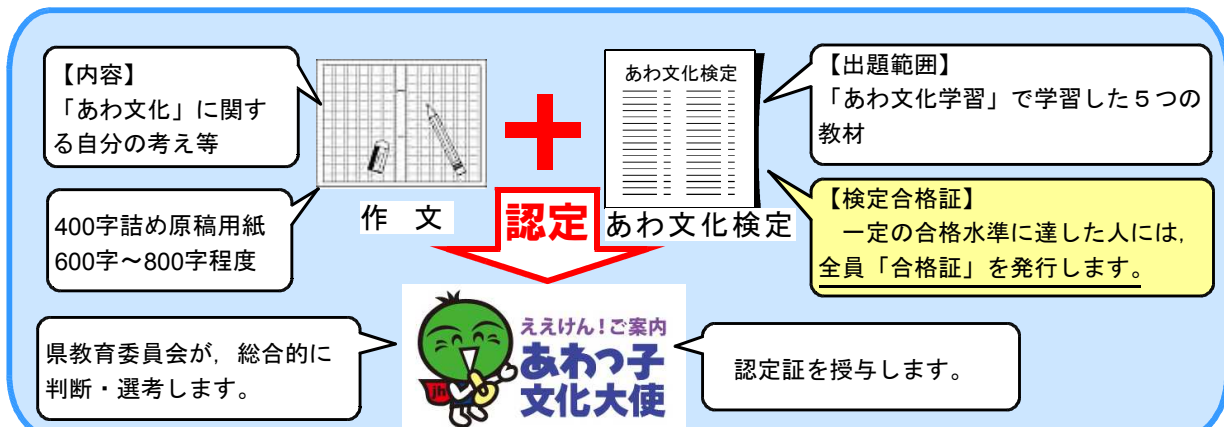 【内容】
「あわ文化」に関す
る自分の考え等
400字詰め原稿用紙
600字～800字程度
作 文
認定
あわ文化検定
あわ文化検定
【出題範囲】
「あわ文化学習」で学習した５つの
教材
【検定合格証】
　一定の合格水準に達した人には，
全員「合格証」を発行します。
県教育委員会が，総合的に
判断・選考します。
jh
ええけん！ご案内
あわっ子
文化大使
認定証を授与します。